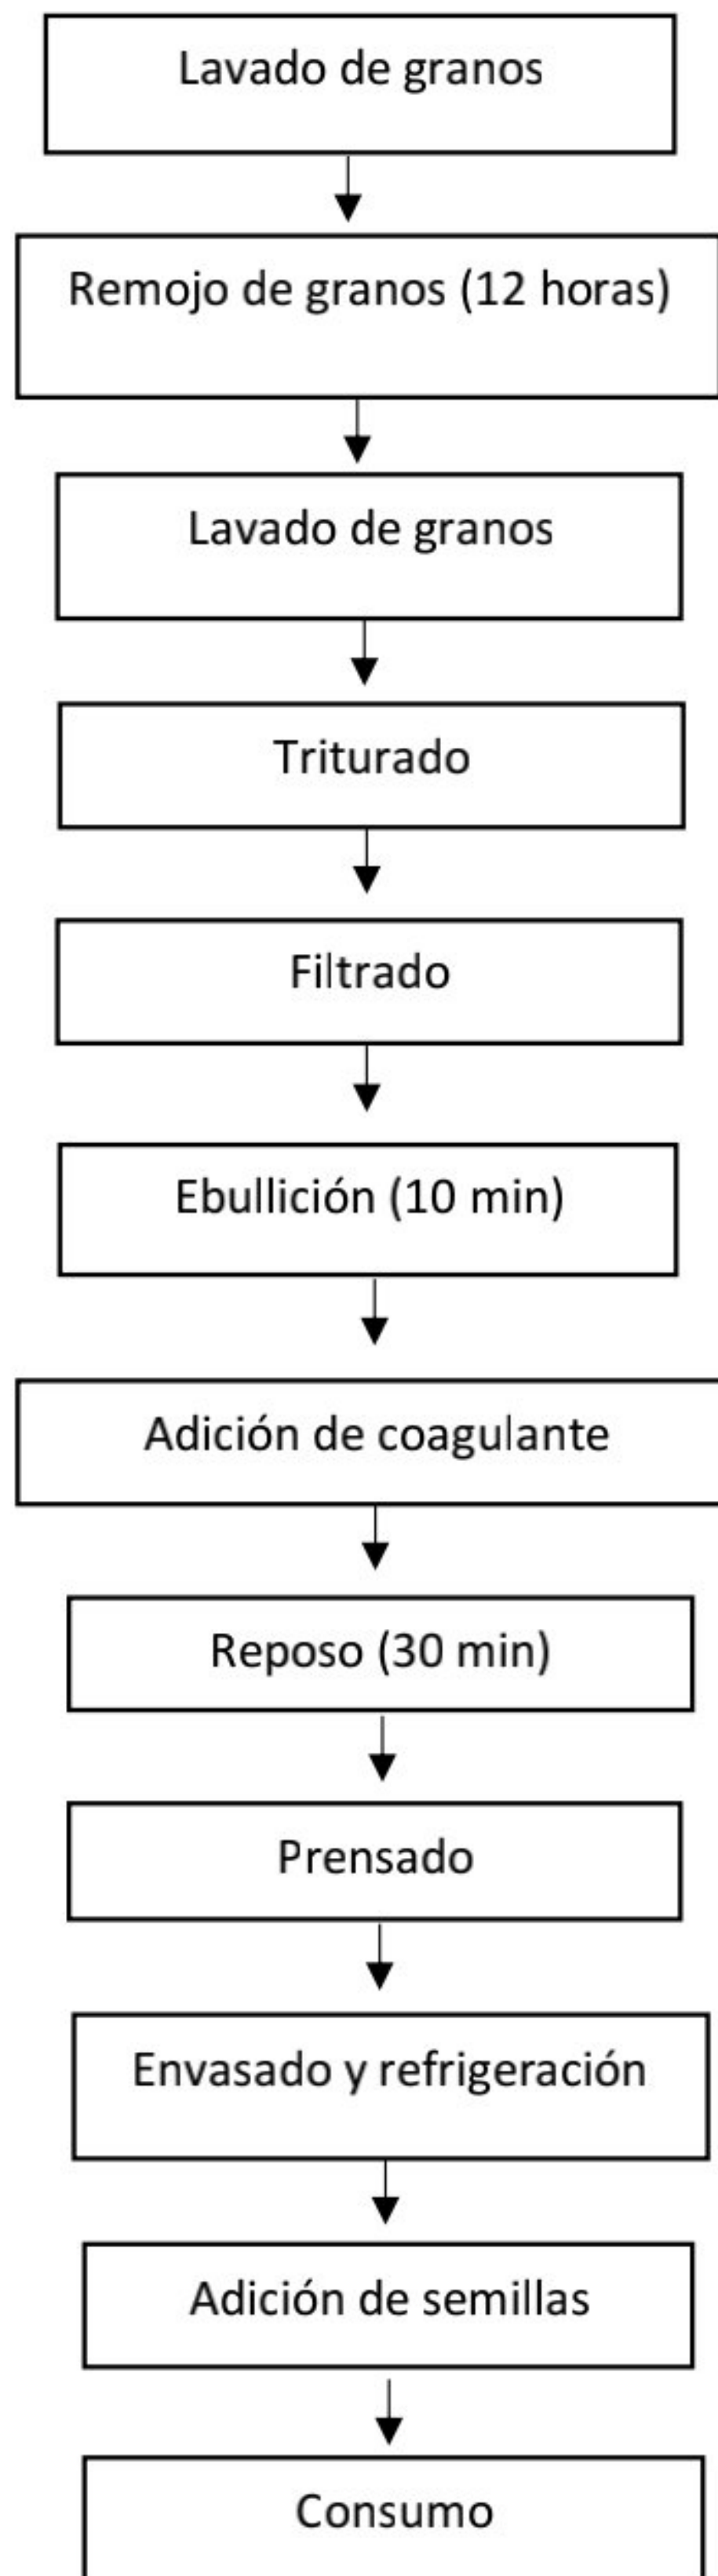 Lavado de granos
Remojo de granos (12 horas)
Lavado de granos
Triturado
Filtrado
Ebullición (10 min)
Adición de coagulante
Reposo (30 min)
Prensado
Envasado y refrigeración
Adición de semillas
Consumo